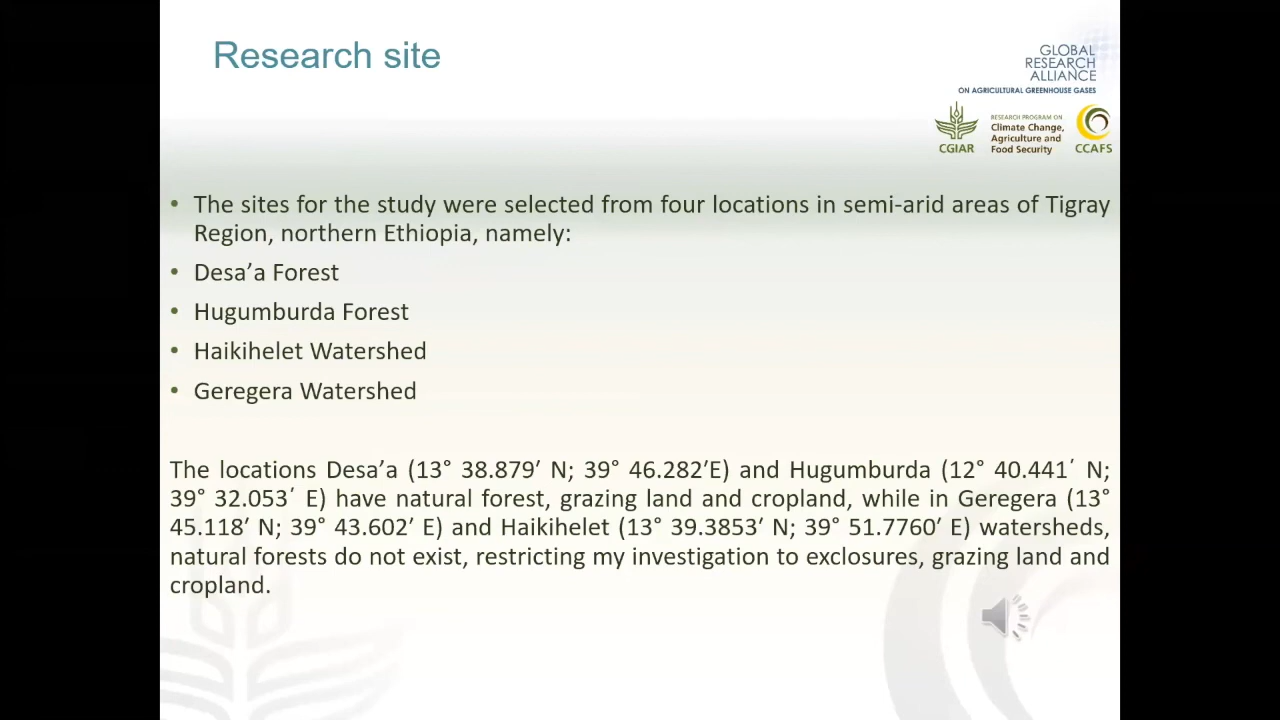 Research site
GLOBAL
RESEARCH
ALLIANCE
ON AGRICULTURAL GREENHOUSE GASES
CGIAR
RESEARCH PROGRAM ON
Climate Change,
Agriculture and
Food Security
CCAFS
• The sites for the study were selected from four locations in semi-arid areas of Tigray
Region, northern Ethiopia, namely:
• Desa’a Forest
• Hugumburda Forest
• Haikihelet Watershed
• Geregera Watershed
The locations Desa’a (13° 38.879′ N; 39° 46.282′E) and Hugumburda (12° 40.441΄ N;
39° 32.053΄ E) have natural forest, grazing land and cropland, while in Geregera (13°
45.118′ N; 39° 43.602′ E) and Haikihelet (13° 39.3853′ N; 39° 51.7760′ E) watersheds,
natural forests do not exist, restricting my investigation to exclosures, grazing land and
cropland.